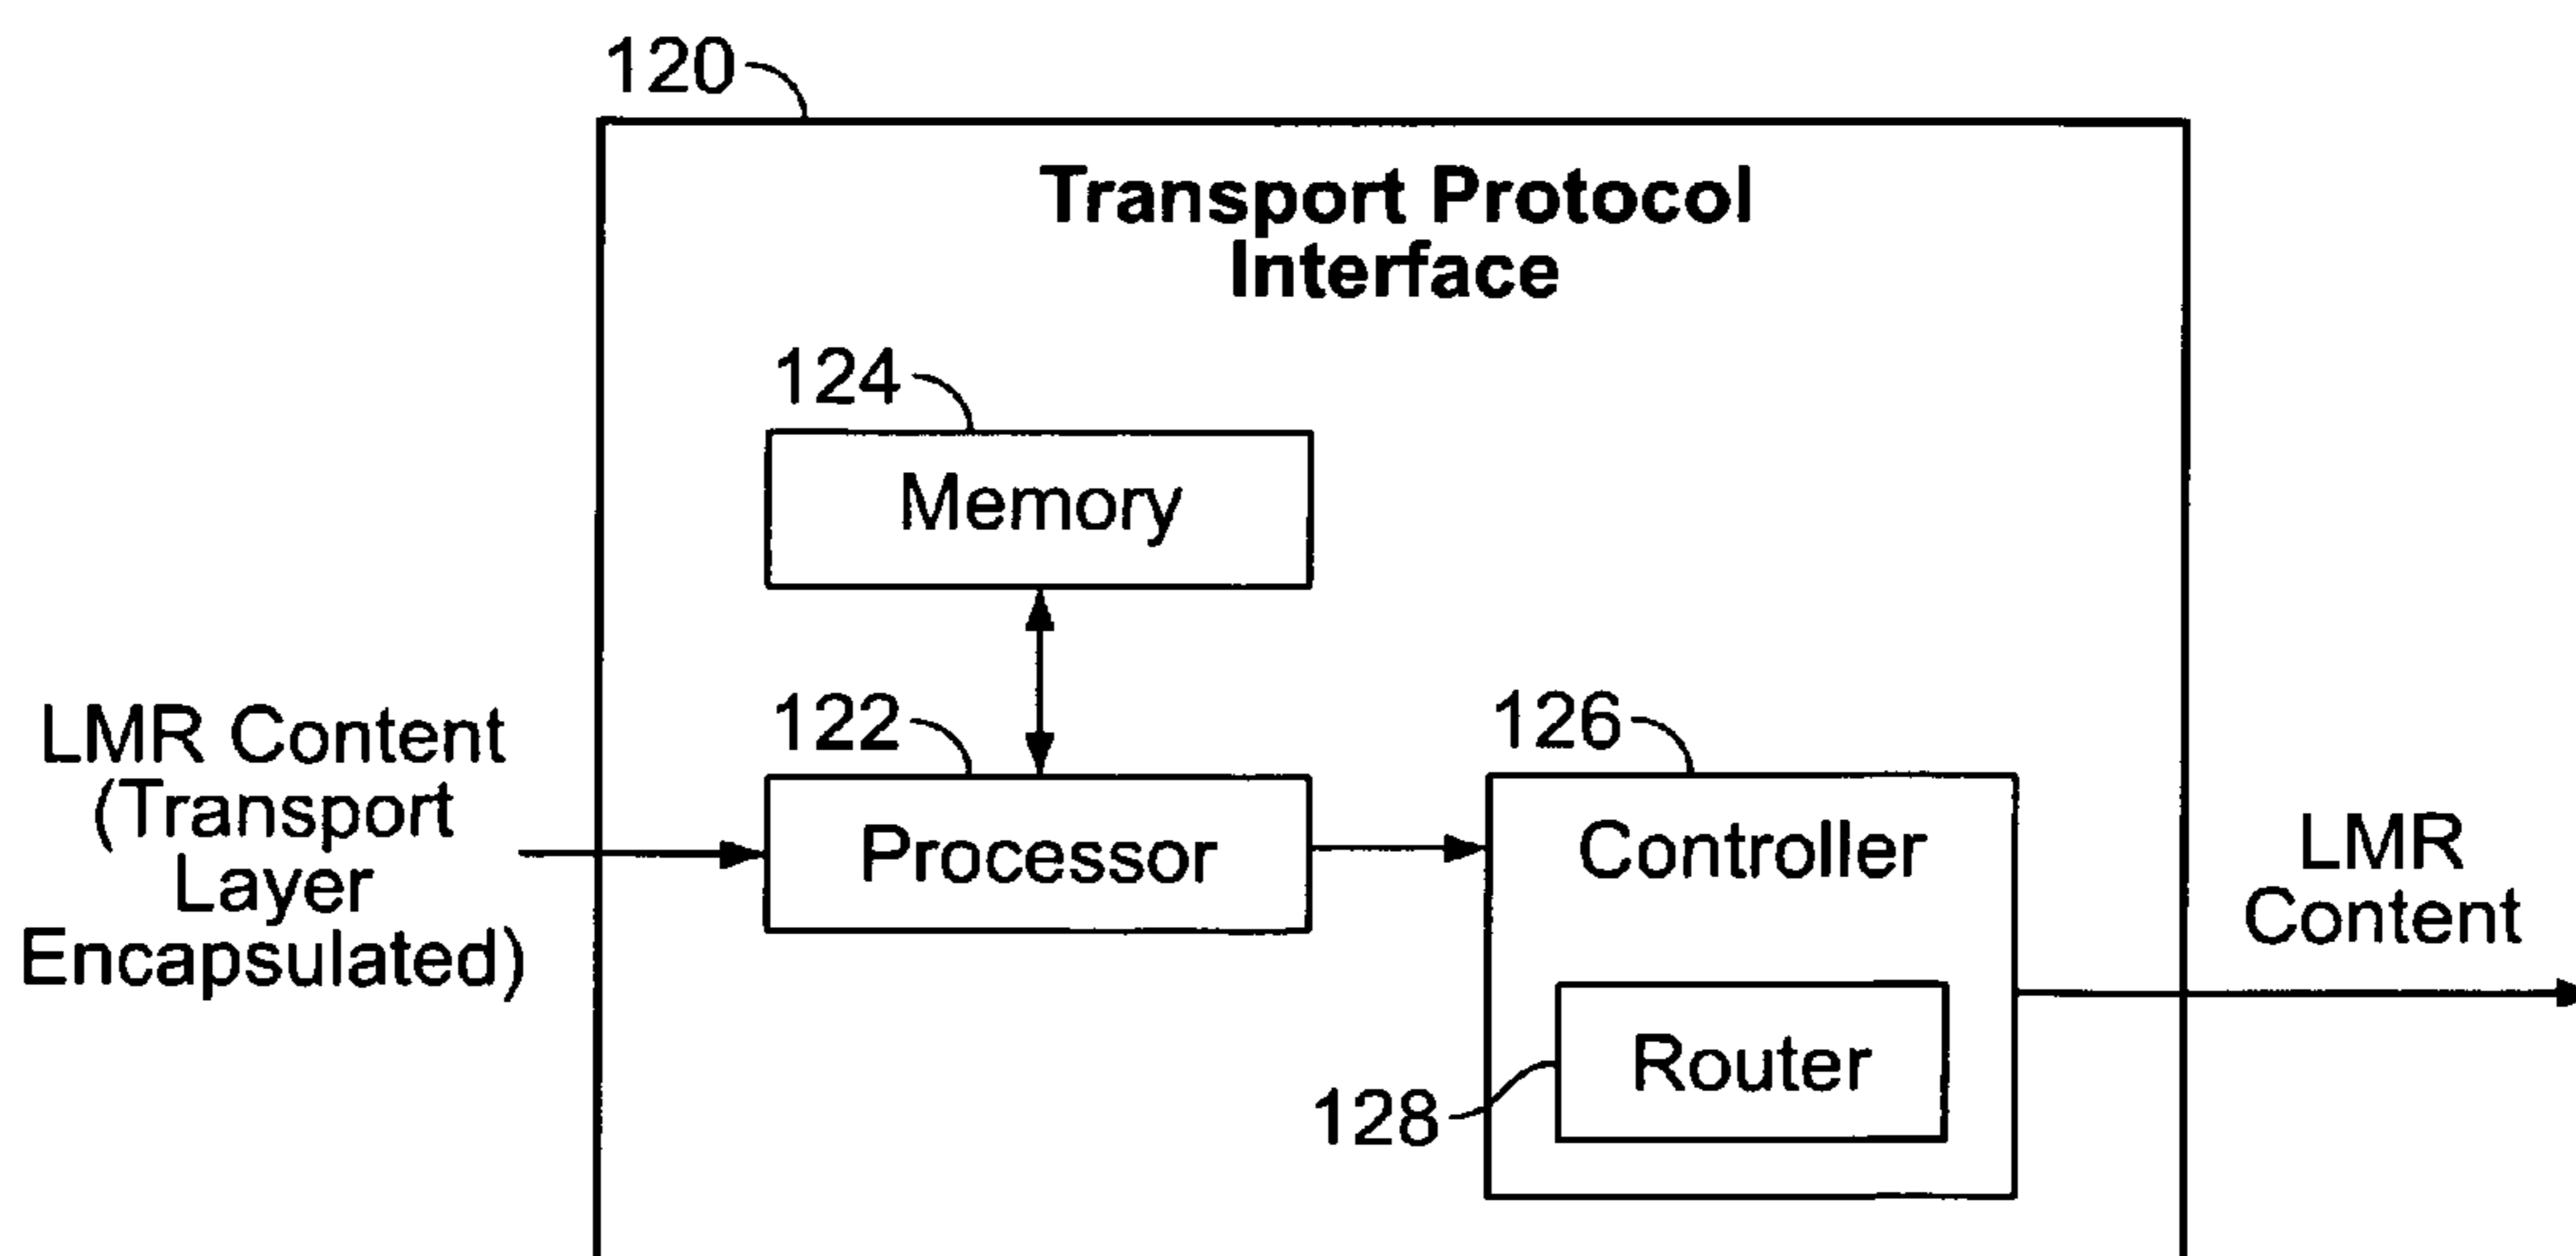 120
Transport Protocol
Interface
124
Memory
122
Processor
126
Controller
128
Router
LMR Content
(Transport
Layer
Encapsulated)
LMR
Content